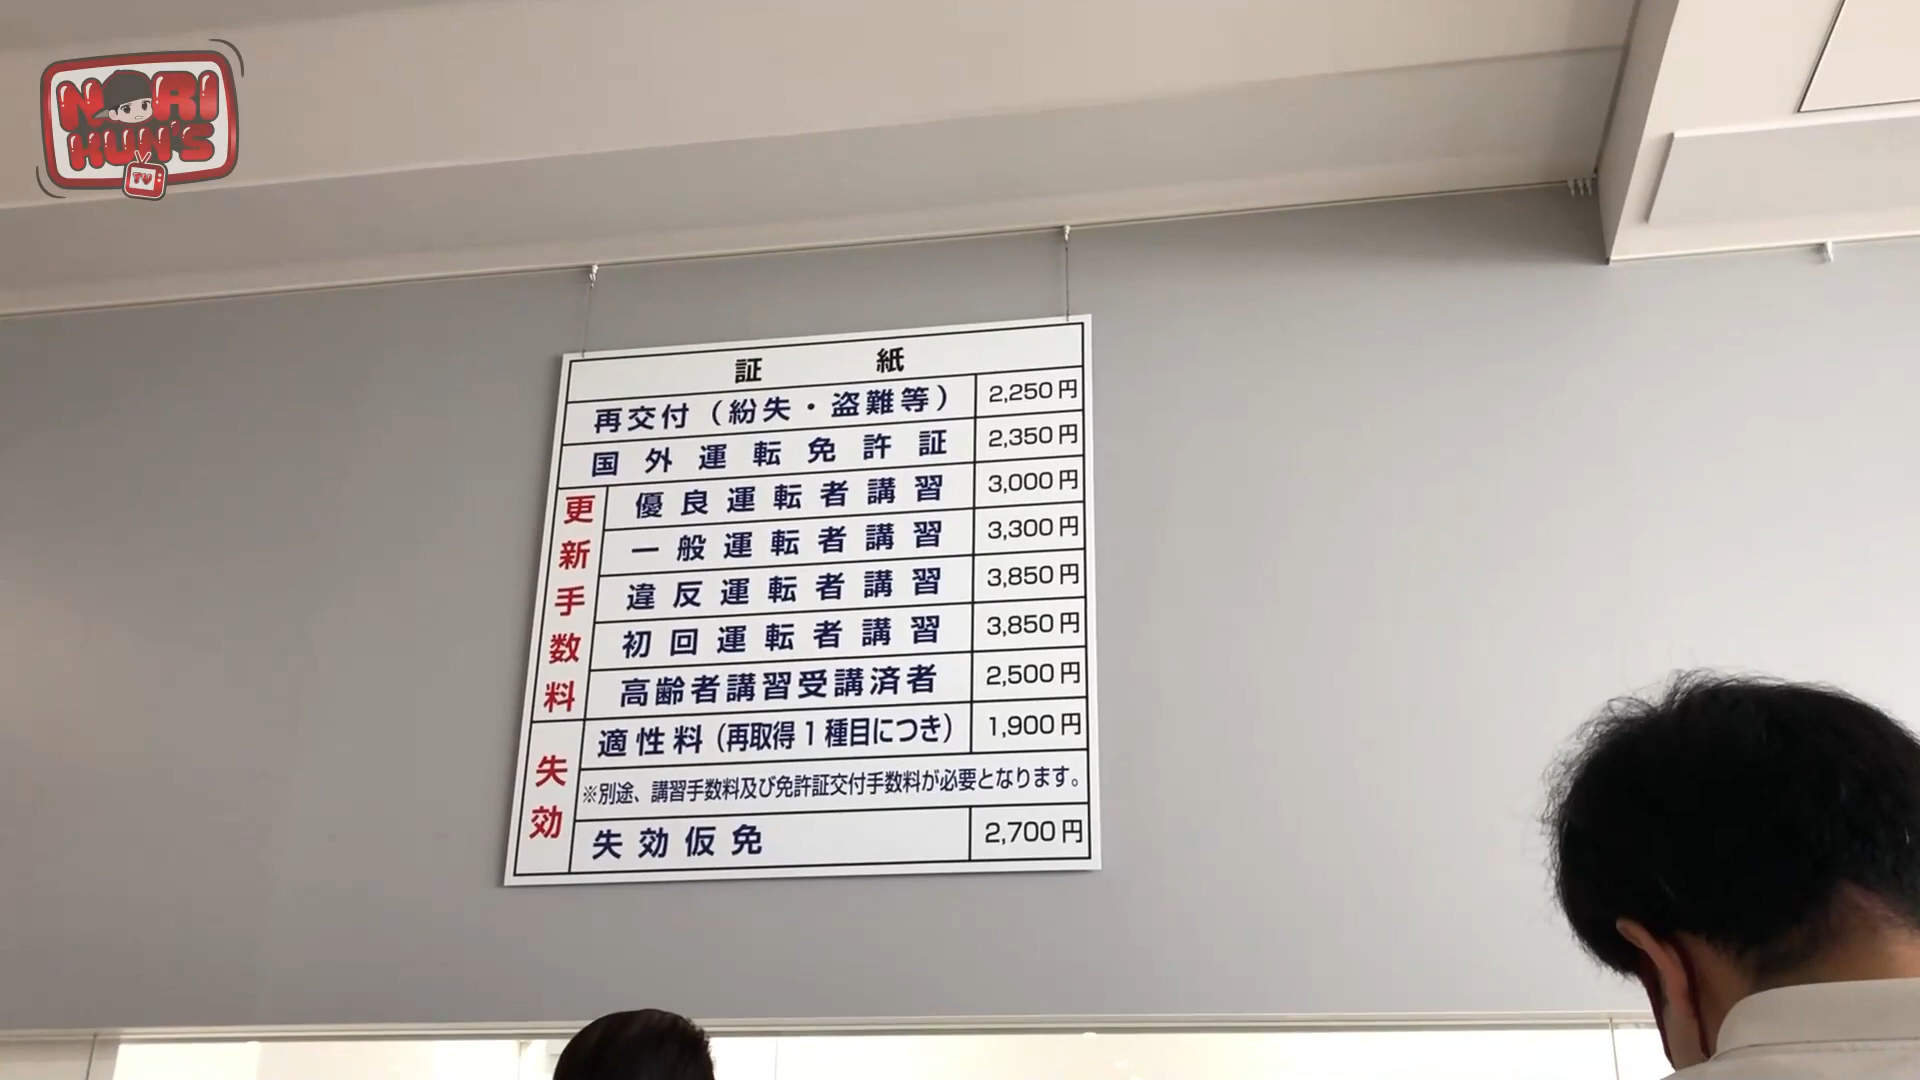 NORI
KUN'S
TV
証 紙
再交付（紛失・盗難等） 2,250円
国外運転免許証 2,350円
更新手数料
優良運転者講習 3,000円
一般運転者講習 3,300円
違反運転者講習 3,850円
初回運転者講習 3,850円
高齢者講習受講済者 2,500円
失効
適性料（再取得1種目につき） 1,900円
※別途、講習手数料及び免許証交付手数料が必要となります。
失効仮免 2,700円